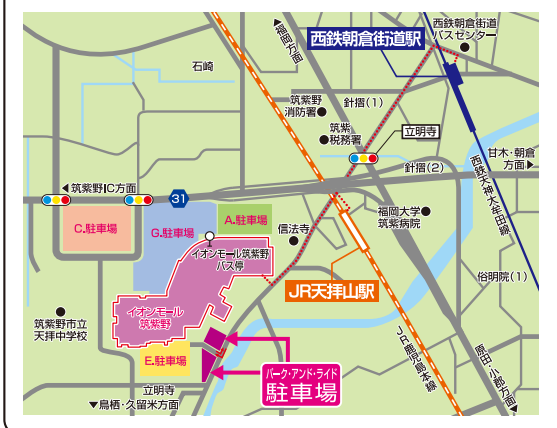 ▲福岡方面
西鉄朝倉街道
バスセンター
西鉄朝倉街道駅
石崎
筑紫野
消防署
針摺(1)
筑紫
税務署
立明寺
甘木・朝倉
方面▶
針摺(2)
◀筑紫野IC方面
31
西鉄天神大牟田線
A.駐車場
C.駐車場
G.駐車場
信法寺
福岡大学
筑紫病院
イオンモール筑紫野
バス停
俗明院(1)
JR天拝山駅
イオンモール
筑紫野
筑紫野市立
天拝中学校
JR鹿児島本線
E.駐車場
原田・小郡方面▶
パーク・アンド・ライド
駐車場
立明寺
▼鳥栖・久留米方面